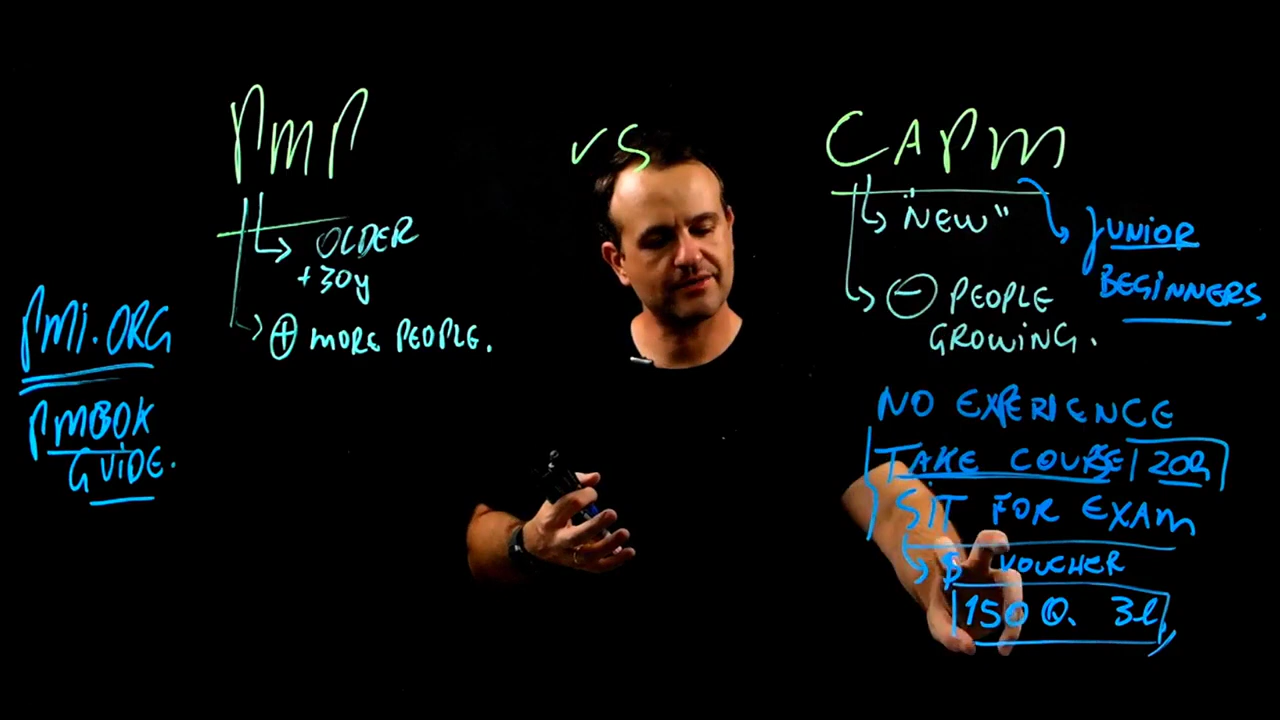 PMP vs CAPM
OLDER
+30y
+ MORE PEOPLE.
PMI.ORG
PMBOK
GUIDE.
"NEW"
JUNIOR
BEGINNERS,
- PEOPLE
GROWING.
NO EXPERIENCE
TAKE COURSE 20h
SIT FOR EXAM
$ VOUCHER
150 Q. 3h